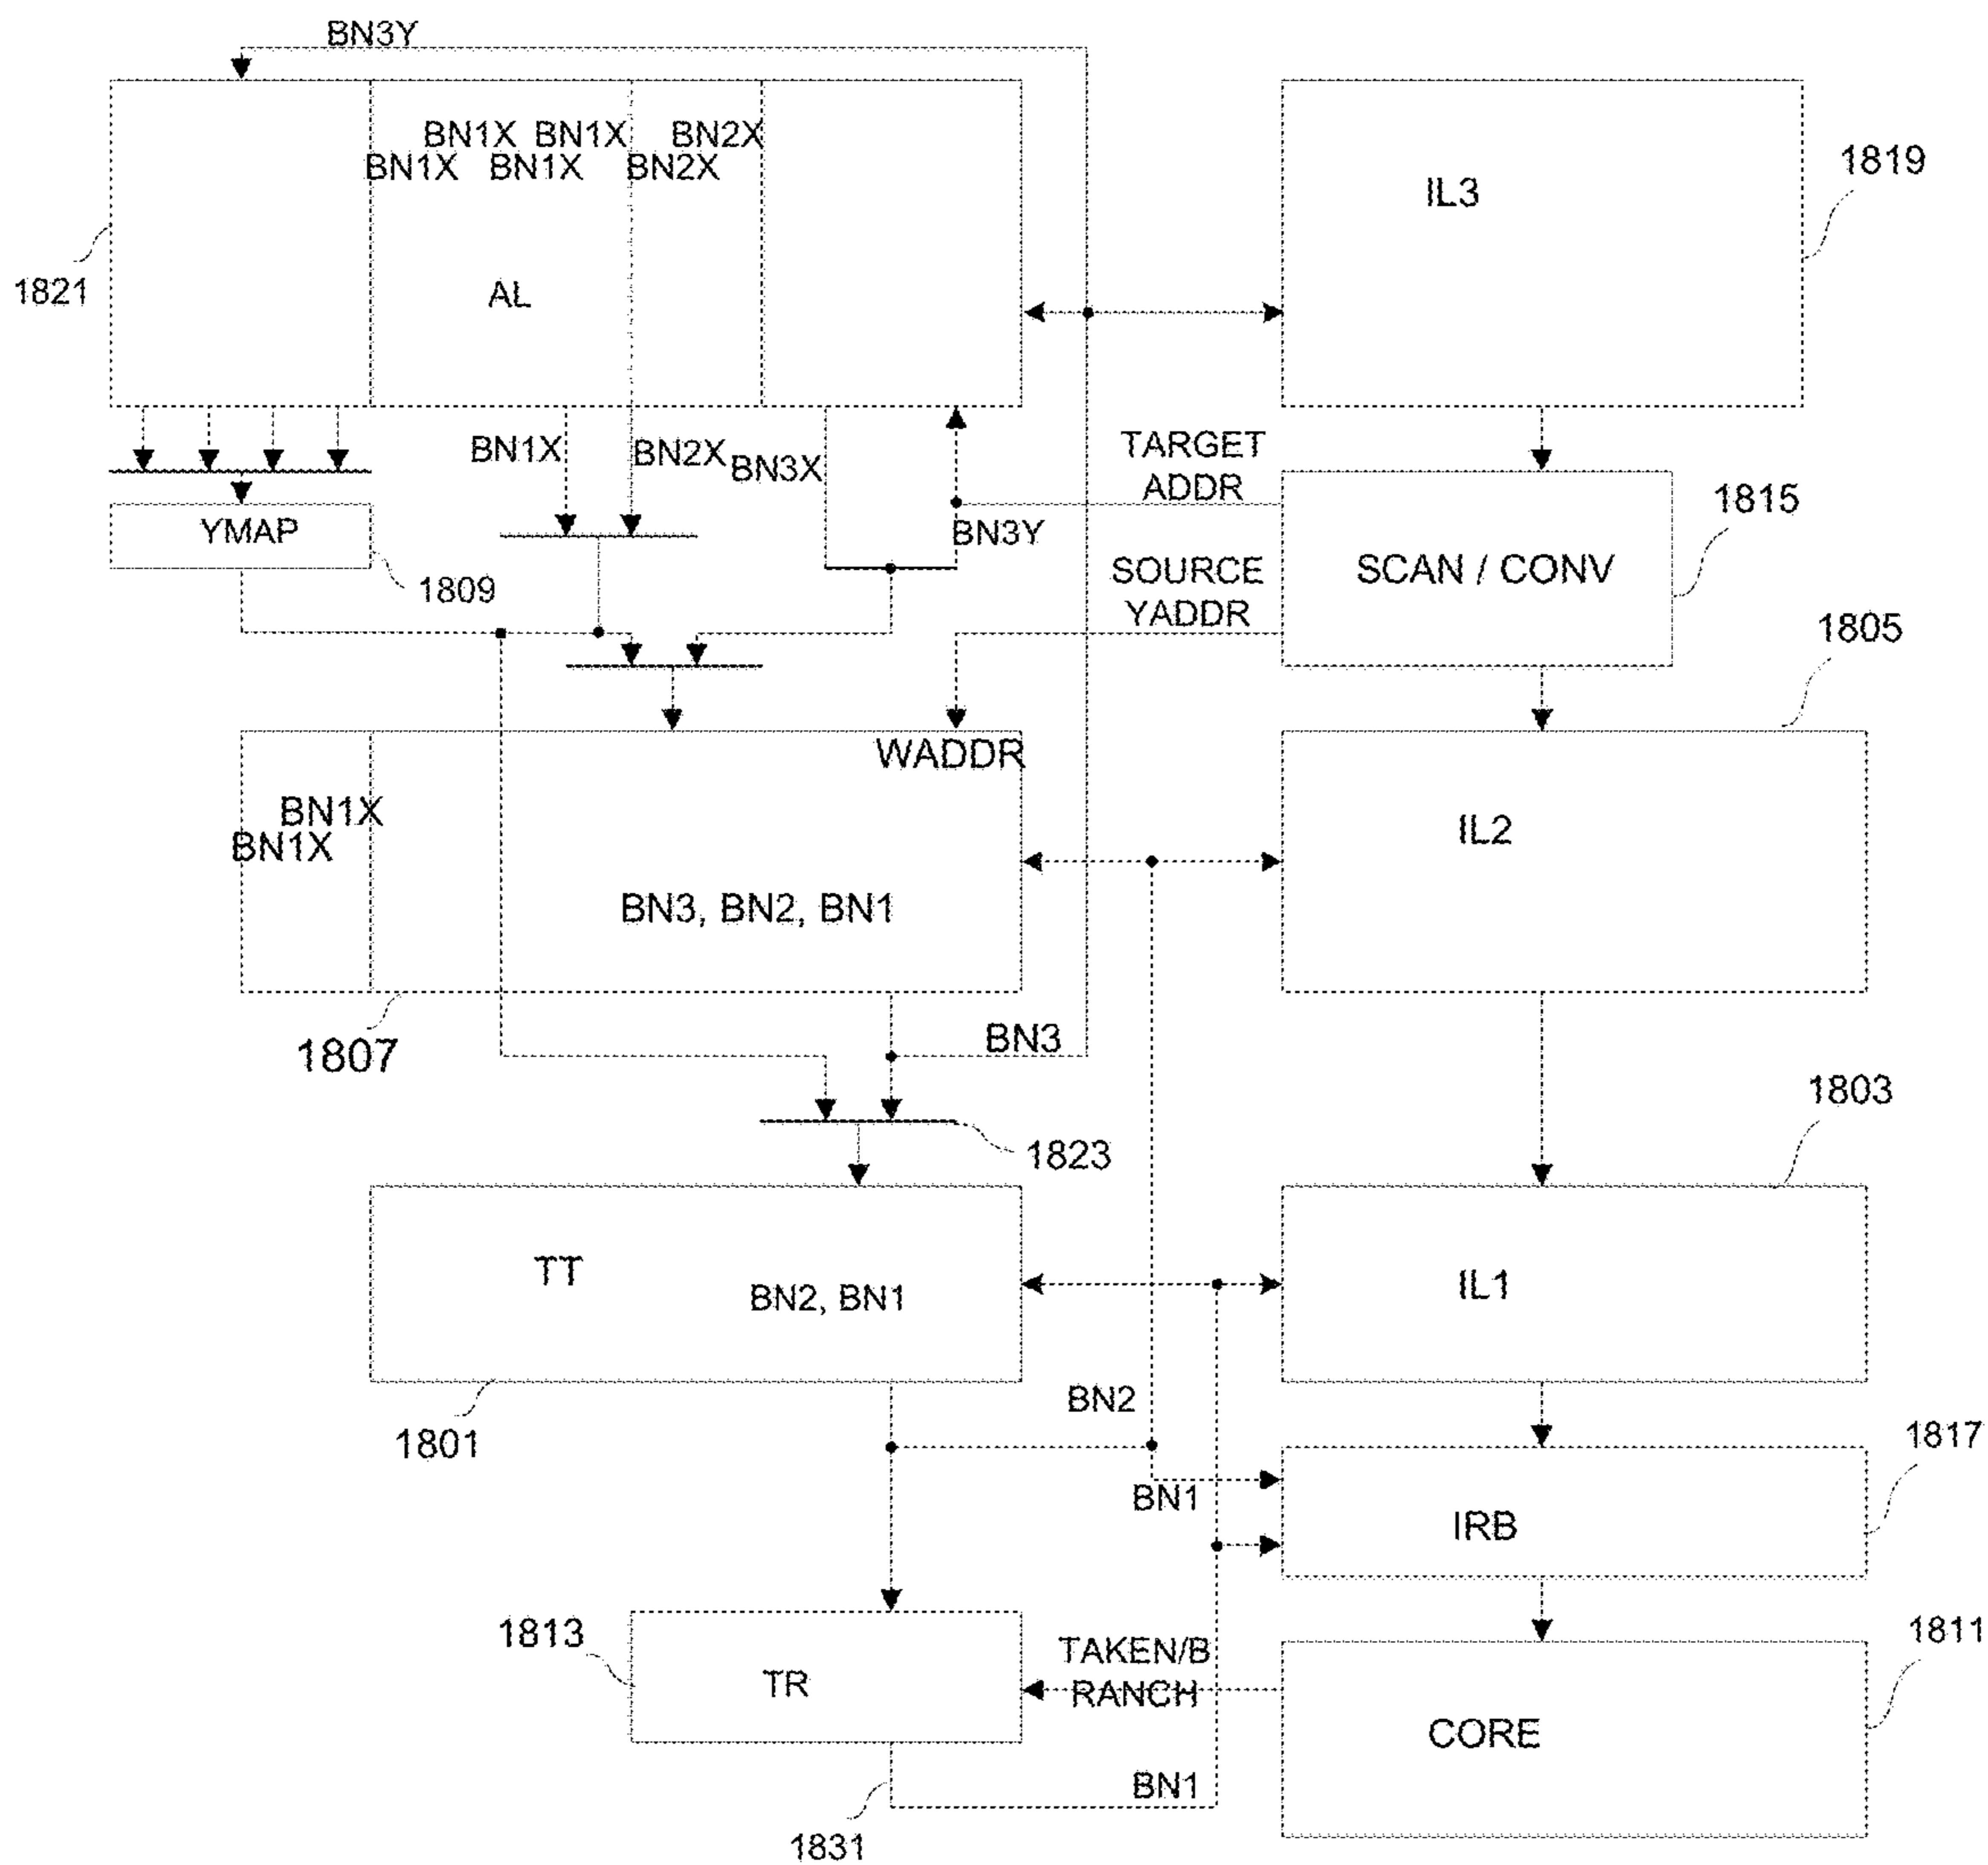 BN3Y
BN1X BN1X BN2X
BN1X BN1X BN2X
1819
IL3
1821
AL
BN1X
BN2X
BN3X
TARGET
ADDR
1815
YMAP
BN3Y
1809
SOURCE
YADDR
SCAN / CONV
1805
WADDR
BN1X
BN1X
IL2
BN3, BN2, BN1
1807
BN3
1803
1823
TT
BN2, BN1
IL1
BN2
1801
1817
BN1
IRB
1813
TAKEN/B
RANCH
1811
TR
CORE
BN1
1831